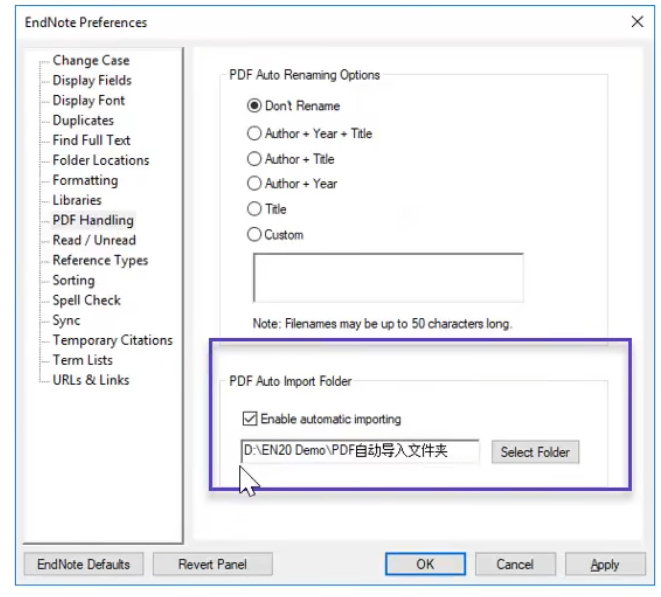 EndNote Preferences
Change Case
Display Fields
Display Font
Duplicates
Find Full Text
Folder Locations
Formatting
Libraries
PDF Handling
Read / Unread
Reference Types
Sorting
Spell Check
Sync
Temporary Citations
Term Lists
URLs & Links
PDF Auto Renaming Options
Don't Rename
Author + Year + Title
Author + Title
Author + Year
Title
Custom
Note: Filenames may be up to 50 characters long.
PDF Auto Import Folder
Enable automatic importing
D:\EN20 Demo\PDF自动导入文件夹
Select Folder
EndNote Defaults
Revert Panel
OK
Cancel
Apply